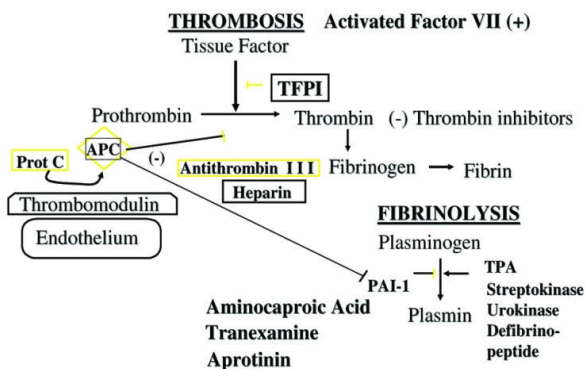 THROMBOSIS Activated Factor VII (+)
Tissue Factor
TFPI
Prothrombin Thrombin (-) Thrombin inhibitors
Prot C APC (-)
Antithrombin III Fibrinogen Fibrin
Heparin
Thrombomodulin
Endothelium
FIBRINOLYSIS
Plasminogen
PAI-1 TPA
Streptokinase
Urokinase
Plasmin
Defibrino-
peptide
Aminocaproic Acid
Tranexamine
Aprotinin